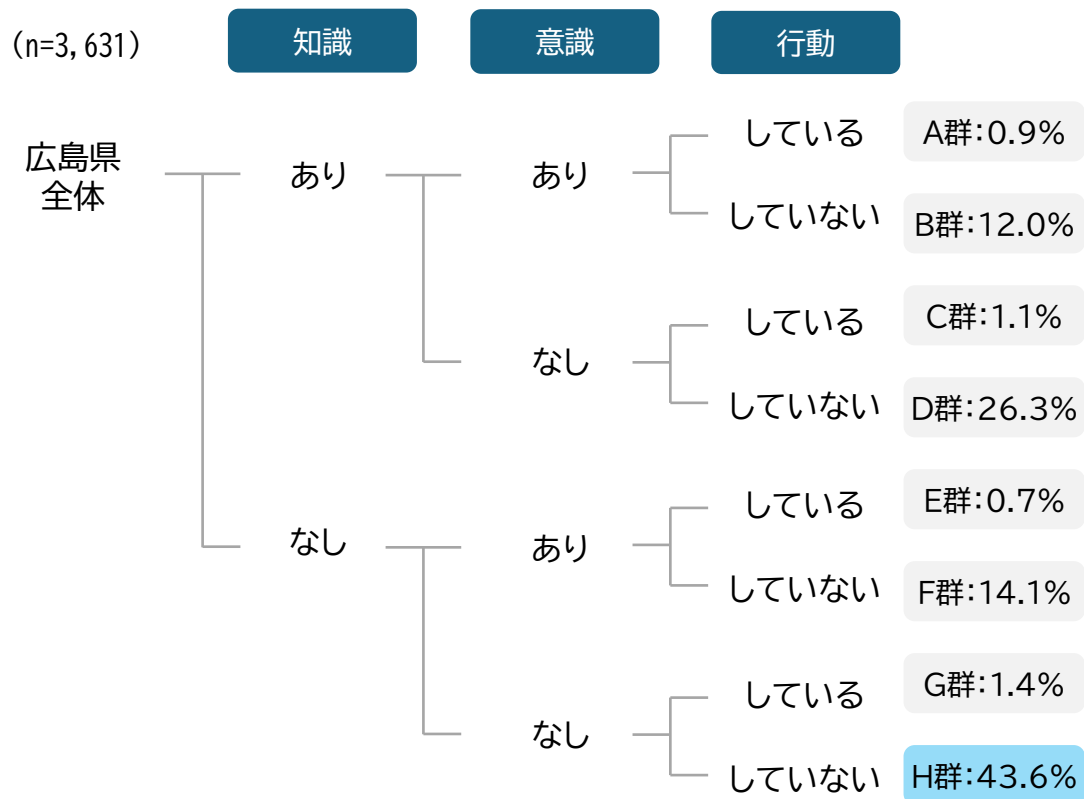 (n=3,631)
知識
意識
行動
広島県
全体
あり
あり
している
A群:0.9%
していない
B群:12.0%
なし
している
C群:1.1%
していない
D群:26.3%
なし
あり
している
E群:0.7%
していない
F群:14.1%
なし
している
G群:1.4%
していない
H群:43.6%